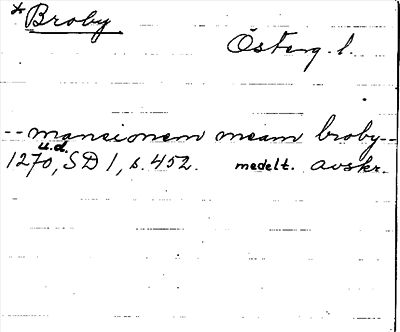 *Broby
Österg. l.
-- mansionem meam broby --
u.d.
1270, SD 1, s. 452. medelt. avskr.